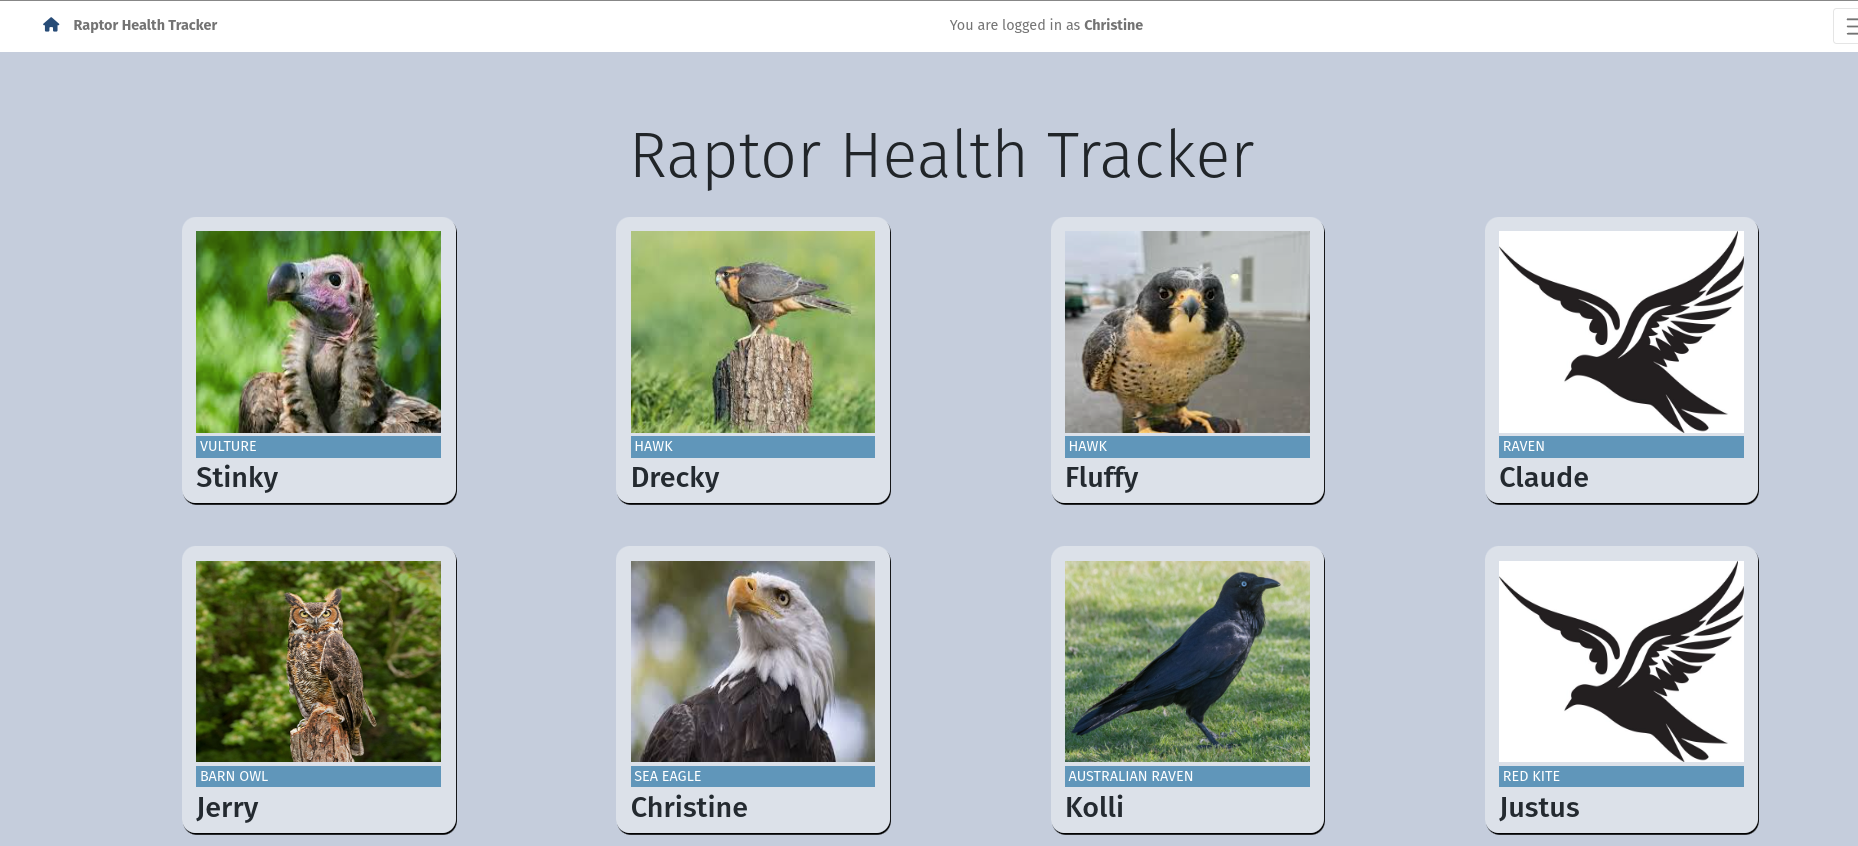 Raptor Health Tracker
You are logged in as Christine
Raptor Health Tracker
VULTURE
Stinky
HAWK
Drecky
HAWK
Fluffy
RAVEN
Claude
BARN OWL
Jerry
SEA EAGLE
Christine
AUSTRALIAN RAVEN
Kolli
RED KITE
Justus